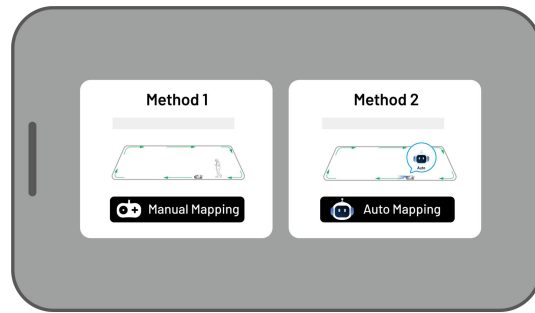 Method 1
Manual Mapping
Method 2
Auto
Auto Mapping